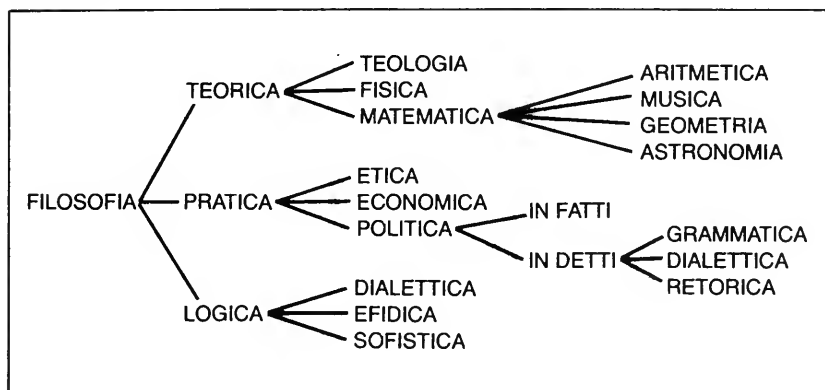 TEOLOGIA
TEORICA
FISICA
MATEMATICA
ARITMETICA
MUSICA
GEOMETRIA
ASTRONOMIA
FILOSOFIA
PRATICA
ETICA
ECONOMICA
POLITICA
IN FATTI
IN DETTI
GRAMMATICA
DIALETTICA
RETORICA
LOGICA
DIALETTICA
EFIDICA
SOFISTICA